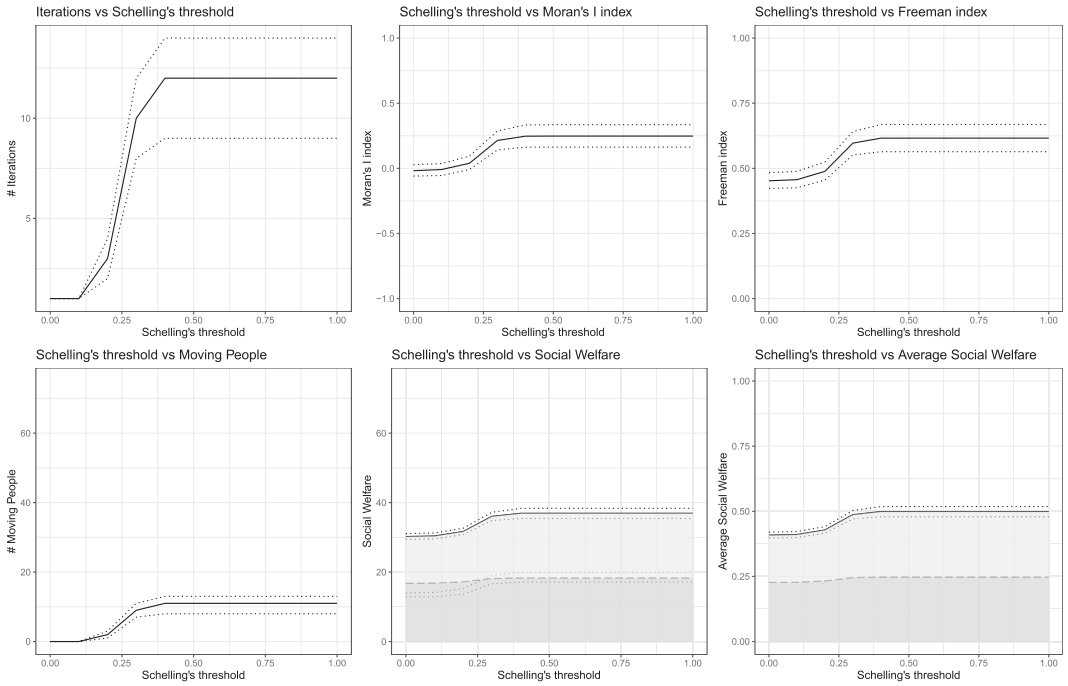 Iterations vs Schelling's threshold
# Iterations
10
5
0.00 0.25 0.50 0.75 1.00
Schelling's threshold
Schelling's threshold vs Moran's I index
Moran's I index
1.0
0.5
0.0
−0.5
−1.0
0.00 0.25 0.50 0.75 1.00
Schelling's threshold
Schelling's threshold vs Freeman index
Freeman index
1.00
0.75
0.50
0.25
0.00
0.00 0.25 0.50 0.75 1.00
Schelling's threshold
Schelling's threshold vs Moving People
# Moving People
60
40
20
0
0.00 0.25 0.50 0.75 1.00
Schelling's threshold
Schelling's threshold vs Social Welfare
Social Welfare
60
40
20
0
0.00 0.25 0.50 0.75 1.00
Schelling's threshold
Schelling's threshold vs Average Social Welfare
Average Social Welfare
1.00
0.75
0.50
0.25
0.00
0.00 0.25 0.50 0.75 1.00
Schelling's threshold